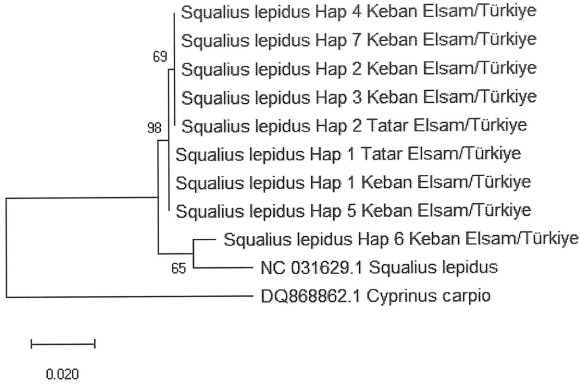 Squalius lepidus Hap 4 Keban Elsam/Türkiye
Squalius lepidus Hap 7 Keban Elsam/Türkiye
69
Squalius lepidus Hap 2 Keban Elsam/Türkiye
Squalius lepidus Hap 3 Keban Elsam/Türkiye
98
Squalius lepidus Hap 2 Tatar Elsam/Türkiye
Squalius lepidus Hap 1 Tatar Elsam/Türkiye
Squalius lepidus Hap 1 Keban Elsam/Türkiye
Squalius lepidus Hap 5 Keban Elsam/Türkiye
Squalius lepidus Hap 6 Keban Elsam/Türkiye
65
NC 031629.1 Squalius lepidus
DQ868862.1 Cyprinus carpio
0.020